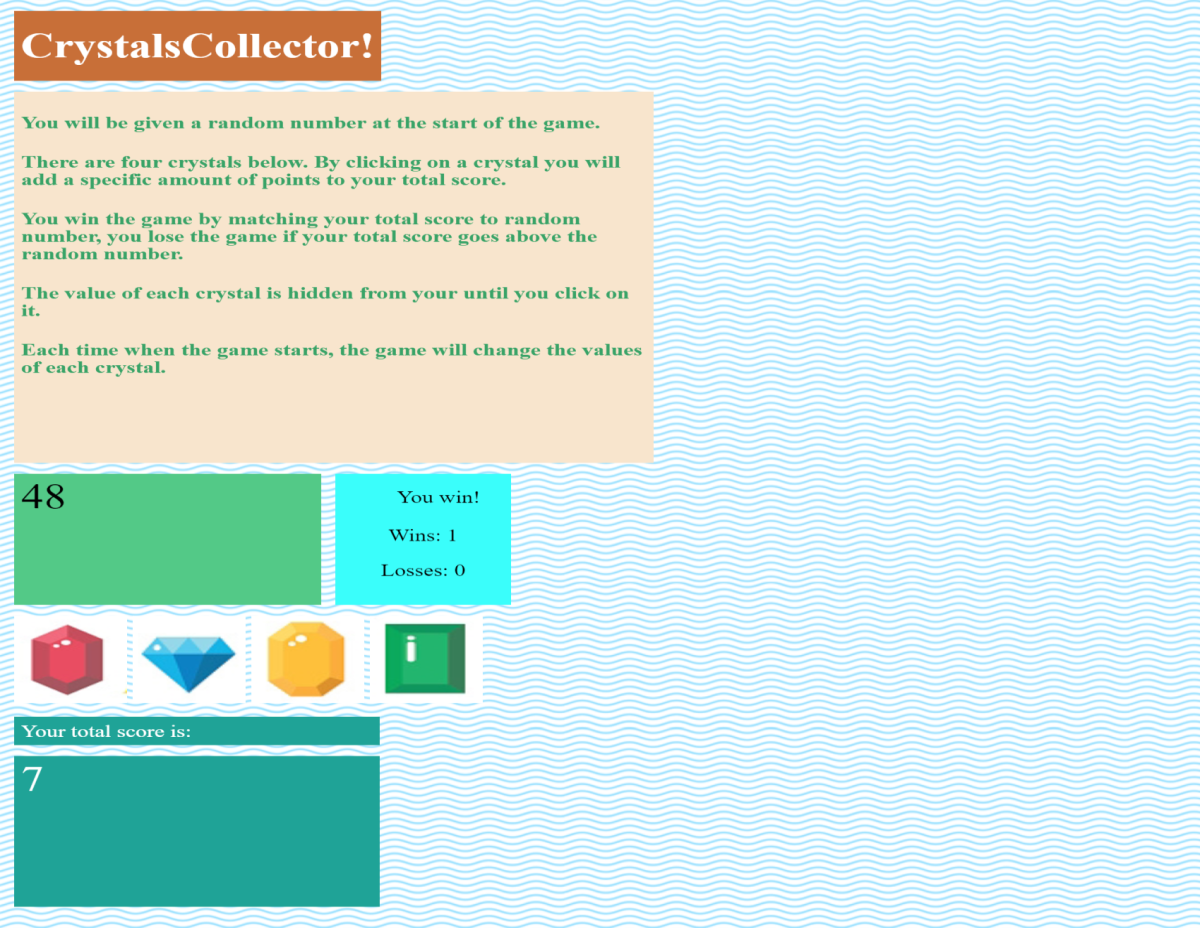 CrystalsCollector!
You will be given a random number at the start of the game.
There are four crystals below. By clicking on a crystal you will
add a specific amount of points to your total score.
You win the game by matching your total score to random
number, you lose the game if your total score goes above the
random number.
The value of each crystal is hidden from your until you click on
it.
Each time when the game starts, the game will change the values
of each crystal.
48
You win!
Wins: 1
Losses: 0
Your total score is:
7